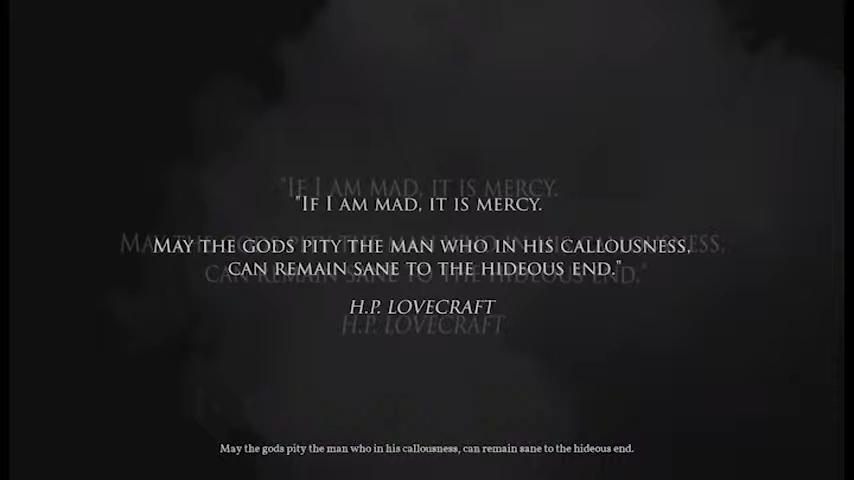 "If I am mad, it is mercy.
May the gods pity the man who in his callousness,
can remain sane to the hideous end."
H.P. Lovecraft
May the gods pity the man who in his callousness, can remain sane to the hideous end.